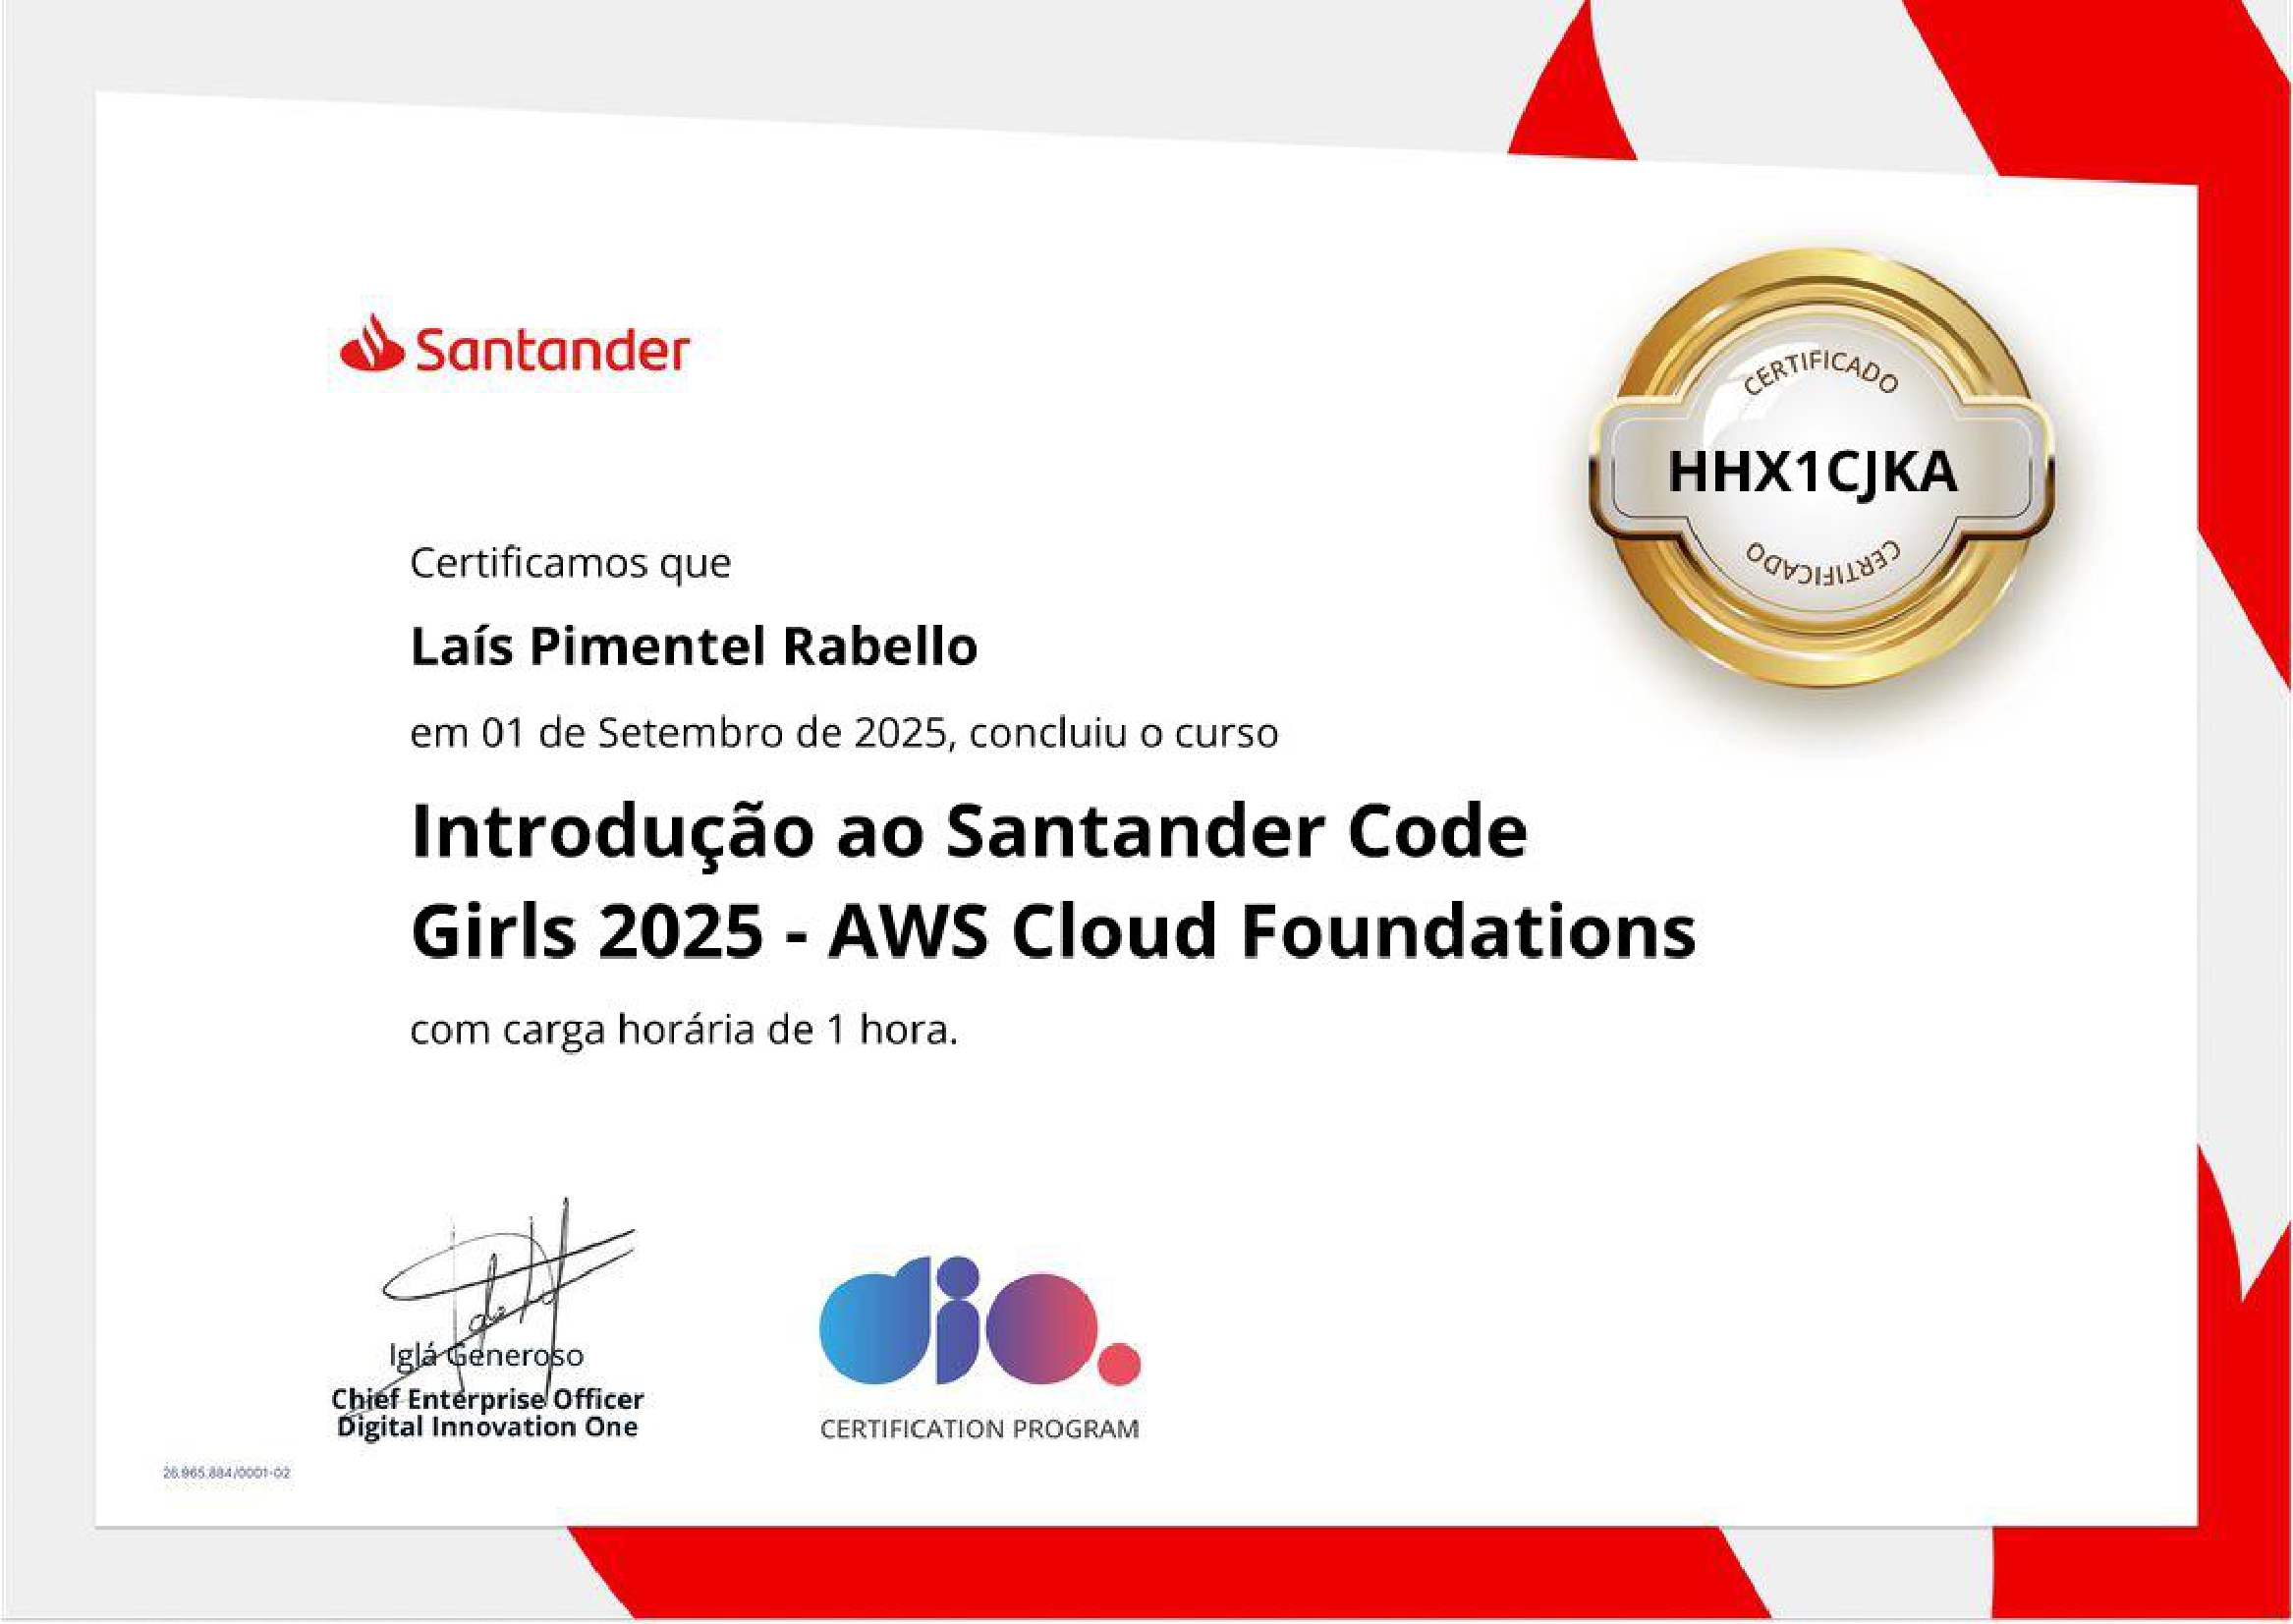 Santander
CERTIFICADO
HHX1CJKA
CERTIFICADO
Certificamos que
Laís Pimentel Rabello
em 01 de Setembro de 2025, concluiu o curso
Introdução ao Santander Code
Girls 2025 - AWS Cloud Foundations
com carga horária de 1 hora.
Iglá Generoso
Chief Enterprise Officer
Digital Innovation One
dio.
CERTIFICATION PROGRAM
26.965.884/0001-02